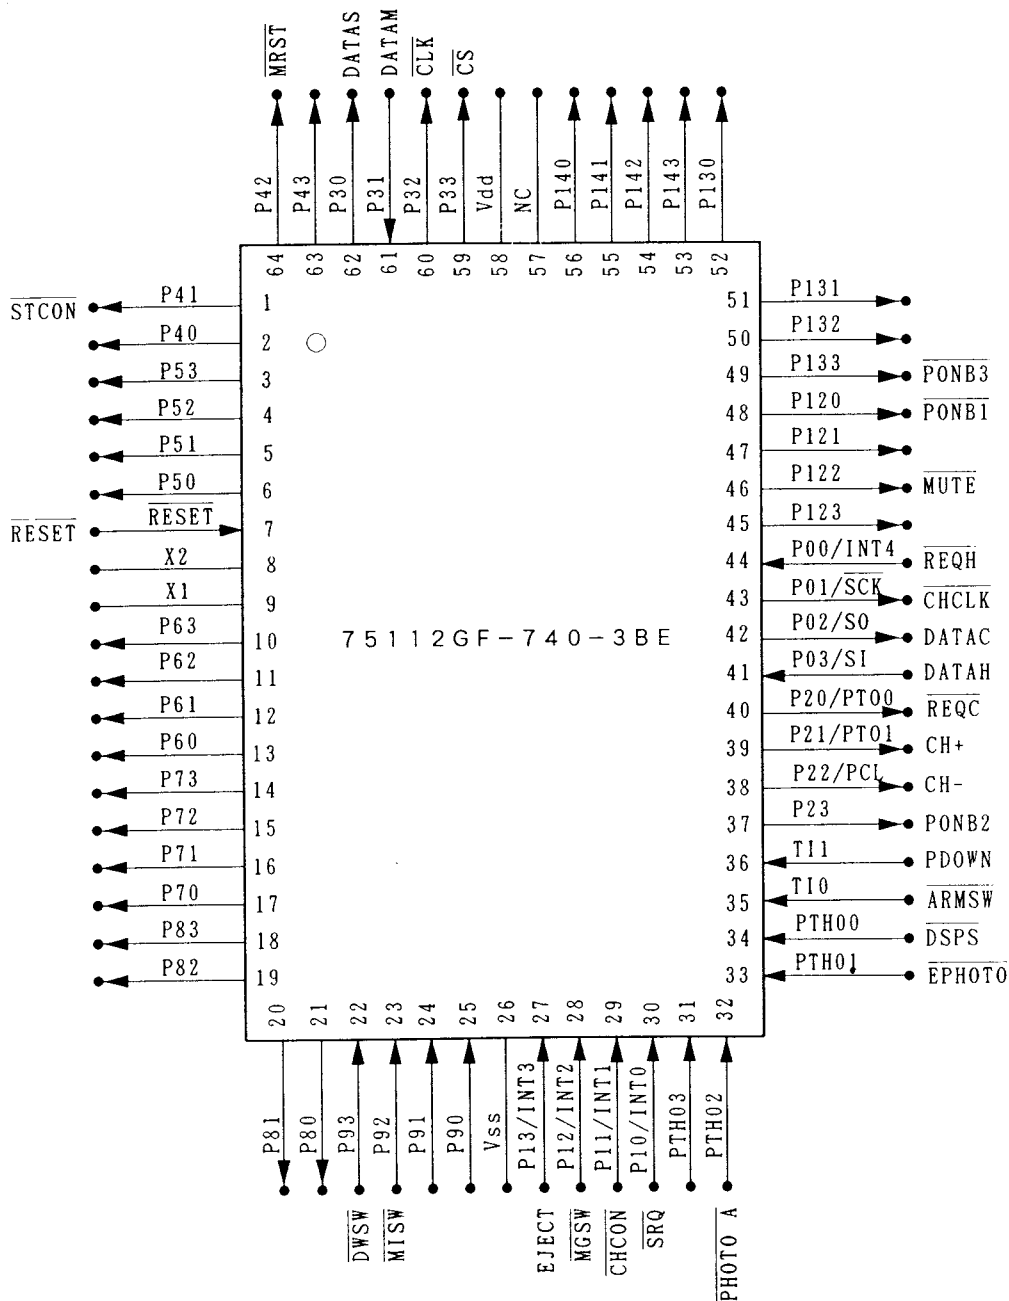 MRST DATAS DATAM CLK CS
P42 P43 P30 P31 P32 P33 Vdd NC P140 P141 P142 P143 P130
64 63 62 61 60 59 58 57 56 55 54 53 52
STCON P41 1
P40 2
P53 3
P52 4
P51 5
P50 6
RESET RESET 7
X2 8
X1 9
P63 10
P62 11
P61 12
P60 13
P73 14
P72 15
P71 16
P70 17
P83 18
P82 19
75112GF-740-3BE
51 P131
50 P132
49 P133 PONB3
48 P120 PONB1
47 P121
46 P122 MUTE
45 P123
44 P00/INT4 REQH
43 P01/SCK CHCLK
42 P02/SO DATAC
41 P03/SI DATAH
40 P20/PTO0 REQC
39 P21/PTO1 CH+
38 P22/PCL CH-
37 P23 PONB2
36 TI1 PDOWN
35 TI0 ARMSW
34 PTH00 DSPS
33 PTH01 EPHOTO
20 21 22 23 24 25 26 27 28 29 30 31 32
P81 P80 P93 P92 P91 P90 Vss P13/INT3 P12/INT2 P11/INT1 P10/INT0 PTH03 PTH02
DWSW MISW EJECT MGSW CHCON SRQ PHOTO A